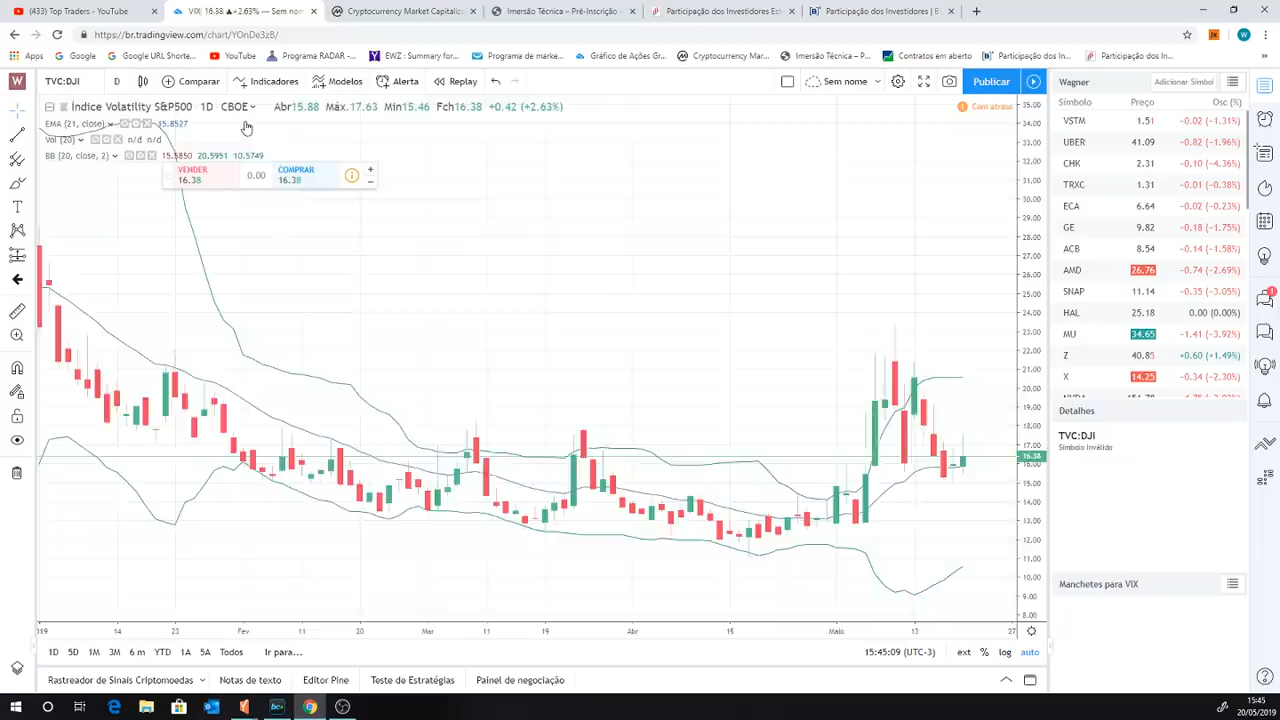 (433) Top Traders - YouTube
VIX| 16.38 ▲+2.63% — Sem nom
Cryptocurrency Market Capitaliz
Imersão Técnica – Pré-Inscrição –
Participação dos Investidores Est
Participação dos Investidores | B
https://br.tradingview.com/chart/YOnDe3zB/
Apps
Google
Google URL Short...
YouTube
Programa RADAR -...
EWZ : Summary for...
Programa de marke...
Gráfico de Ações Gr...
Cryptocurrency Mar...
Imersão Técnica – P...
Contratos em aberto
Participação dos In...
Participação dos In...
TVC:DJI
D
Comparar
Indicadores
Modelos
Alerta
Replay
Sem nome
Publicar
Wagner
Adicionar Símbol
Índice Volatility S&P500
1D
CBOE
Abr15.88 Máx.17.63 Mín15.46 Fch16.38 +0.42 (+2.63%)
Com atraso
EMA (21, close)
15.8527
Vol (20)
n/d n/d
BB (20, close, 2)
15.5850 20.5951 10.5749
VENDER
16.38
0.00
COMPRAR
16.38
35.00
34.00
33.00
32.00
31.00
30.00
29.00
28.00
27.00
26.00
25.00
24.00
23.00
22.00
21.00
20.00
19.00
18.00
17.00
16.38
16.00
15.00
14.00
13.00
12.00
11.00
10.00
9.00
8.00
Símbolo Preço Osc (%)
VSTM 1.51 −0.02 (−1.31%)
UBER 41.09 −0.82 (−1.96%)
CHK 2.31 −0.10 (−4.36%)
TRXC 1.31 −0.01 (−0.38%)
ECA 6.64 −0.02 (−0.23%)
GE 9.82 −0.18 (−1.75%)
ACB 8.54 −0.14 (−1.58%)
AMD 26.76 −0.74 (−2.69%)
SNAP 11.14 −0.35 (−3.05%)
HAL 25.18 0.00 (0.00%)
MU 34.65 −1.41 (−3.92%)
Z 40.85 +0.60 (+1.49%)
X 14.25 −0.34 (−2.30%)
Detalhes
TVC:DJI
Símbolo Inválido
Manchetes para VIX
019 14 23 Fev 11 20 Mar 11 19 Abr 15 Maio 13 27
1D 5D 1M 3M 6 m YTD 1A 5A Todos Ir para...
15:45:09 (UTC-3) ext % log auto
Rastreador de Sinais Criptomoedas
Notas de texto
Editor Pine
Teste de Estratégias
Painel de negociação
15:45
20/05/2019